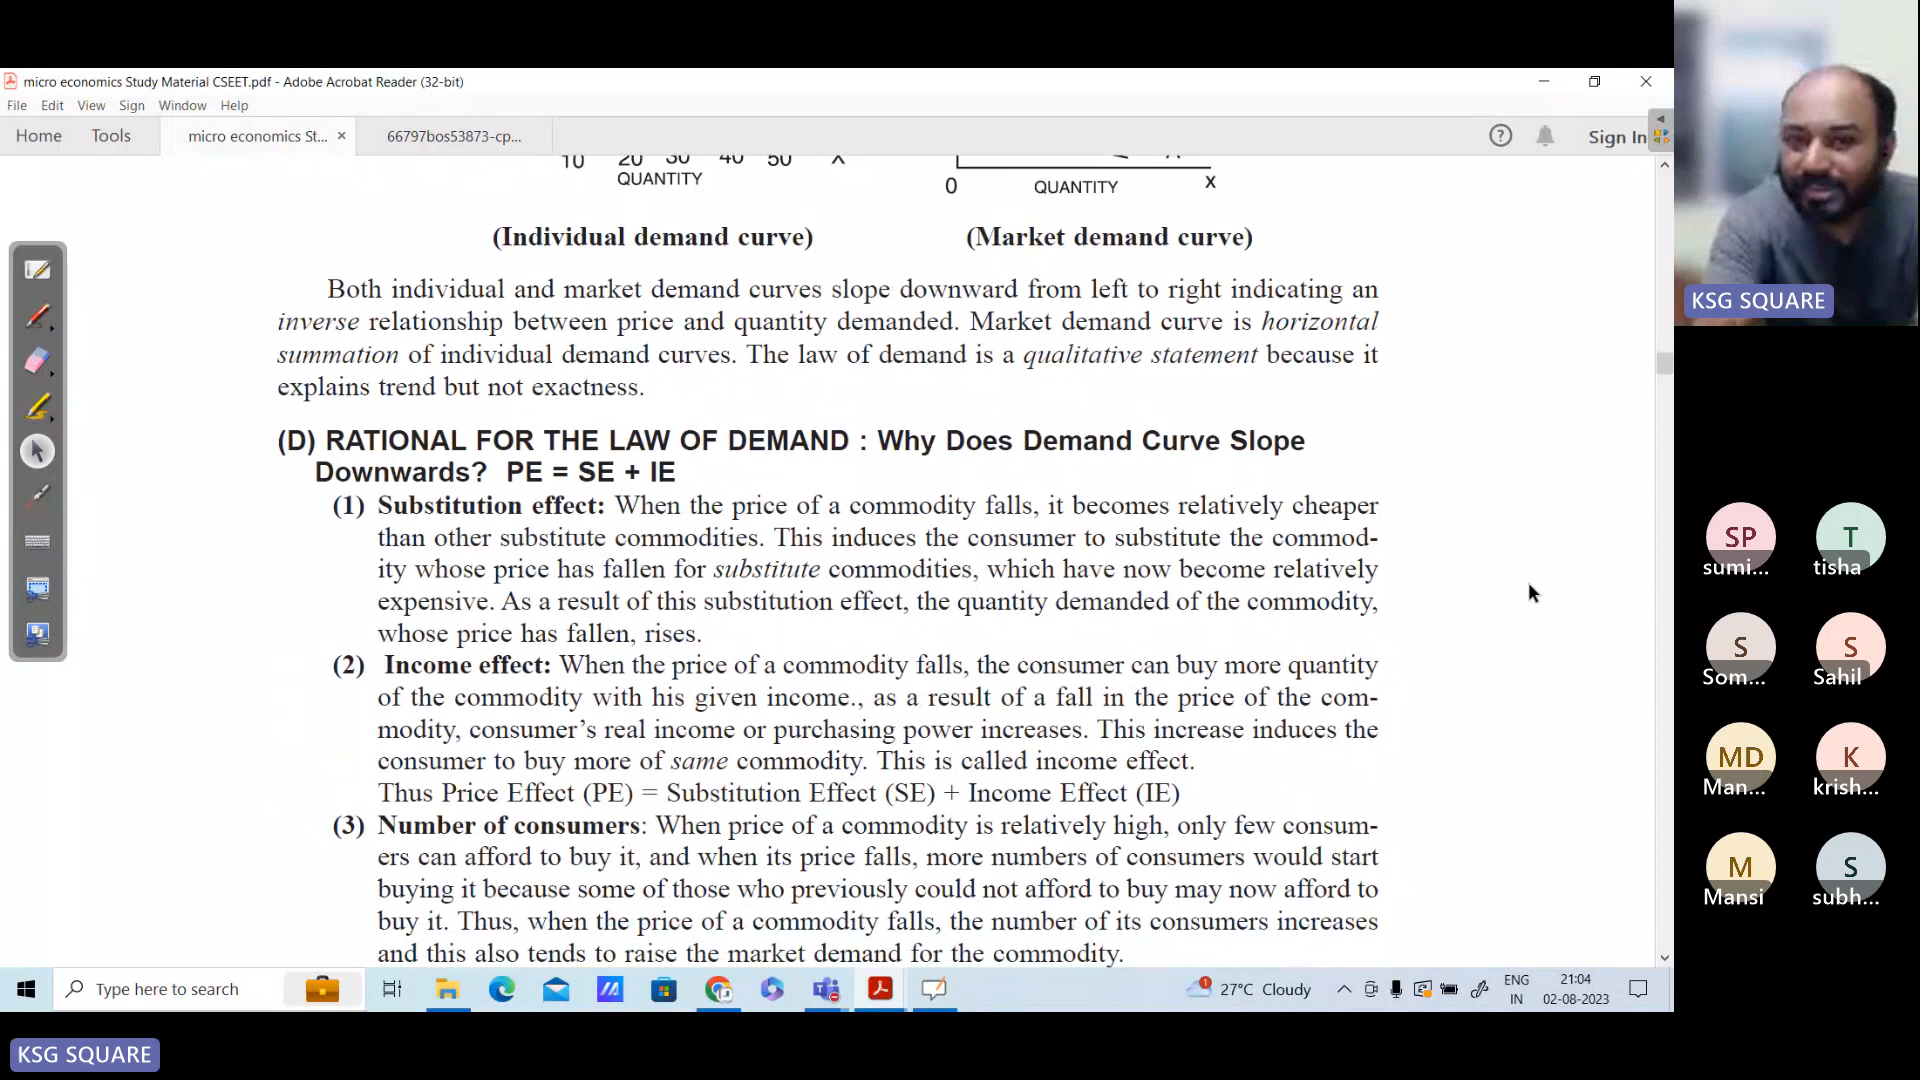 micro economics Study Material CSEET.pdf - Adobe Acrobat Reader (32-bit)
File Edit View Sign Window Help
Home Tools micro economics St... × 66797bos53873-cp... Sign In
10 20 30 40 50 X
QUANTITY
0 QUANTITY X
(Individual demand curve) (Market demand curve)
Both individual and market demand curves slope downward from left to right indicating an
inverse relationship between price and quantity demanded. Market demand curve is horizontal
summation of individual demand curves. The law of demand is a qualitative statement because it
explains trend but not exactness.
(D) RATIONAL FOR THE LAW OF DEMAND : Why Does Demand Curve Slope
Downwards? PE = SE + IE
(1) Substitution effect: When the price of a commodity falls, it becomes relatively cheaper
than other substitute commodities. This induces the consumer to substitute the commod-
ity whose price has fallen for substitute commodities, which have now become relatively
expensive. As a result of this substitution effect, the quantity demanded of the commodity,
whose price has fallen, rises.
(2) Income effect: When the price of a commodity falls, the consumer can buy more quantity
of the commodity with his given income., as a result of a fall in the price of the com-
modity, consumer's real income or purchasing power increases. This increase induces the
consumer to buy more of same commodity. This is called income effect.
Thus Price Effect (PE) = Substitution Effect (SE) + Income Effect (IE)
(3) Number of consumers: When price of a commodity is relatively high, only few consum-
ers can afford to buy it, and when its price falls, more numbers of consumers would start
buying it because some of those who previously could not afford to buy may now afford to
buy it. Thus, when the price of a commodity falls, the number of its consumers increases
and this also tends to raise the market demand for the commodity.
Type here to search
27°C Cloudy
ENG
IN
21:04
02-08-2023
KSG SQUARE
SP
sumi...
T
tisha
S
Som...
S
Sahil
MD
Man...
K
krish...
M
Mansi
S
subh...
KSG SQUARE